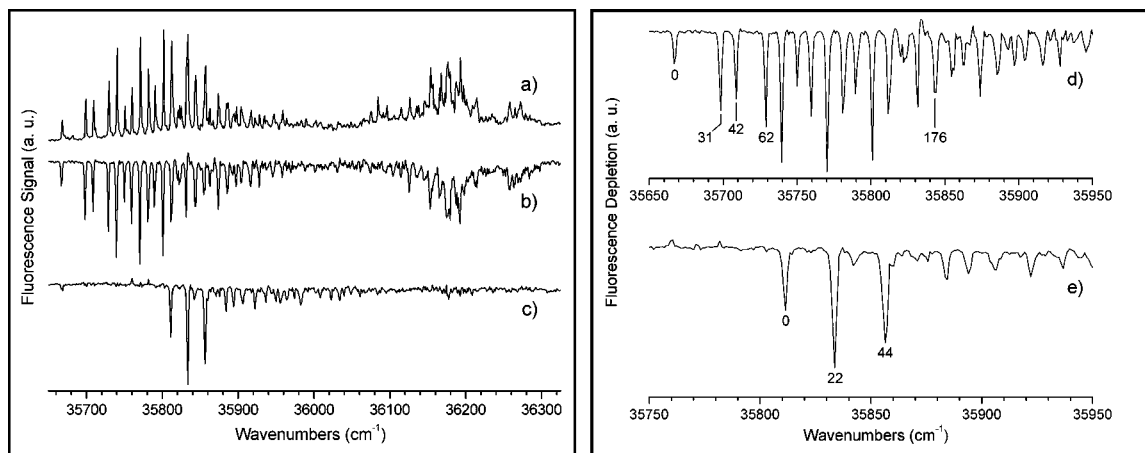 Fluorescence Signal (a. u.)
a)
b)
c)
35700 35800 35900 36000 36100 36200 36300
Wavenumbers (cm⁻¹)
Fluorescence Depletion (a. u.)
d)
0
31
42
62
176
35650 35700 35750 35800 35850 35900 35950
e)
0
22
44
35750 35800 35850 35900 35950
Wavenumbers (cm⁻¹)